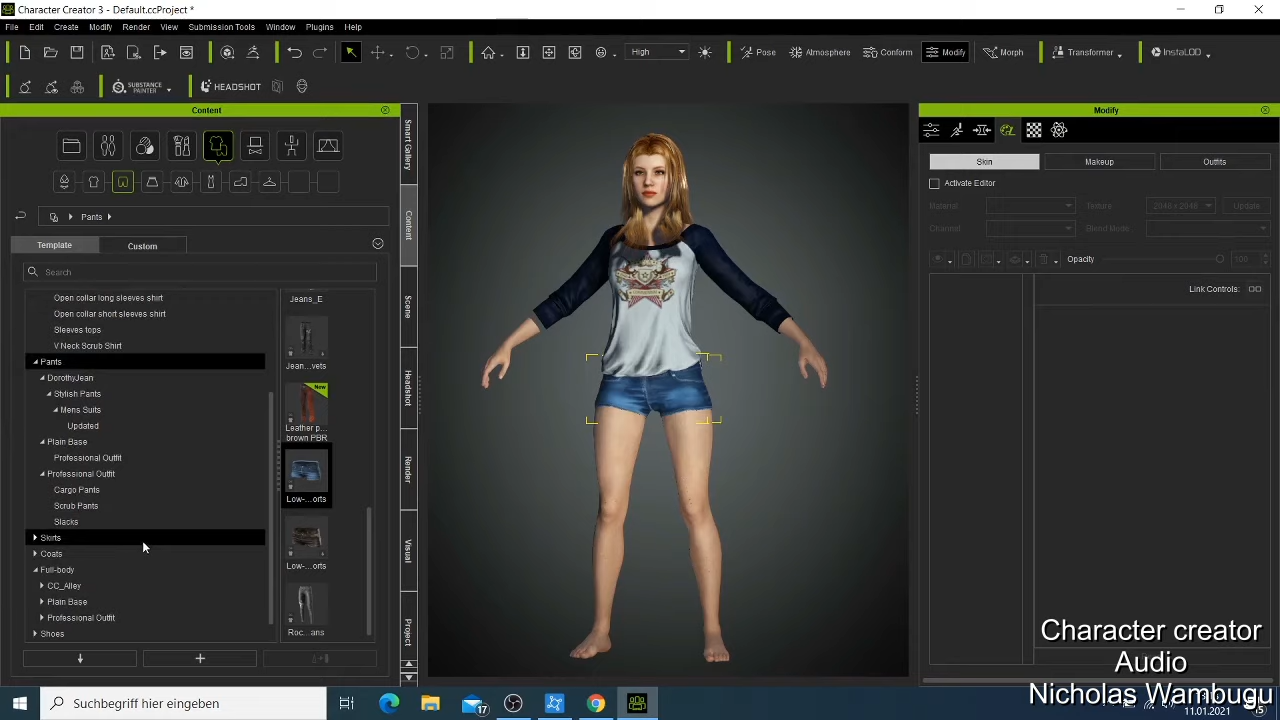 Character Creator 3 - Default.ccProject *
File Edit Create Modify Render View Submission Tools Window Plugins Help
High Pose Atmosphere Conform Modify Morph Transformer InstaLOD
SUBSTANCE PAINTER HEADSHOT
Content
Pants
Template Custom
Search
Open collar long sleeves shirt
Open collar short sleeves shirt
Sleeves tops
V Neck Scrub Shirt
Pants
DorothyJean
Stylish Pants
Mens Suits
Updated
Plain Base
Professional Outfit
Professional Outfit
Cargo Pants
Scrub Pants
Slacks
Skirts
Coats
Full-body
CC_Alley
Plain Base
Professional Outfit
Shoes
Jeans_E
Jean...vets
New
Leather p...
brown PBR
Low-...orts
Low-...orts
Roc...ans
Smart Gallery
Content
Scene
Headshot
Render
Visual
Project
Modify
Skin Makeup Outfits
Activate Editor
Material Texture 2048 x 2048 Update
Channel Blend Mode
Opacity 100
Link Controls:
Character creator
Audio
Nicholas Wambugu
Suchbegriff hier eingeben
17
11.01.2021